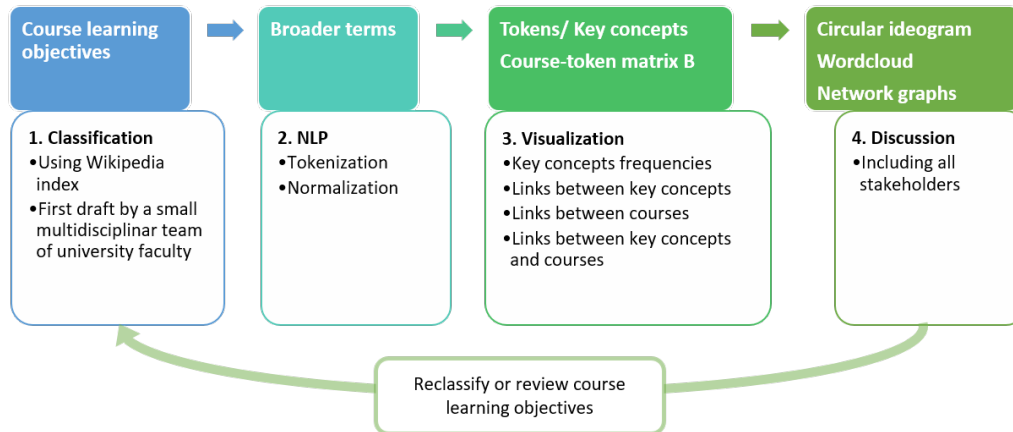 Course learning
objectives
Broader terms
Tokens/ Key concepts
Course-token matrix B
Circular ideogram
Wordcloud
Network graphs
1. Classification
•Using Wikipedia
index
•First draft by a small
multidisciplinar team
of university faculty
2. NLP
•Tokenization
•Normalization
3. Visualization
•Key concepts frequencies
•Links between key concepts
•Links between courses
•Links between key concepts
and courses
4. Discussion
•Including all
stakeholders
Reclassify or review course
learning objectives